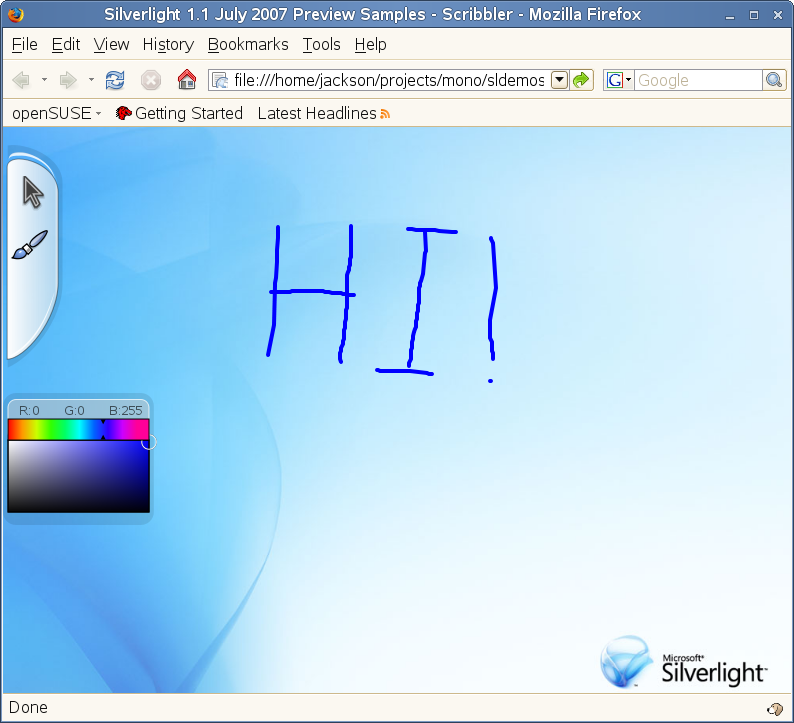 Silverlight 1.1 July 2007 Preview Samples - Scribbler - Mozilla Firefox
File Edit View History Bookmarks Tools Help
file:///home/jackson/projects/mono/sldemos G Google
openSUSE Getting Started Latest Headlines
HI!
R:0 G:0 B:255
Microsoft®
Silverlight™
Done